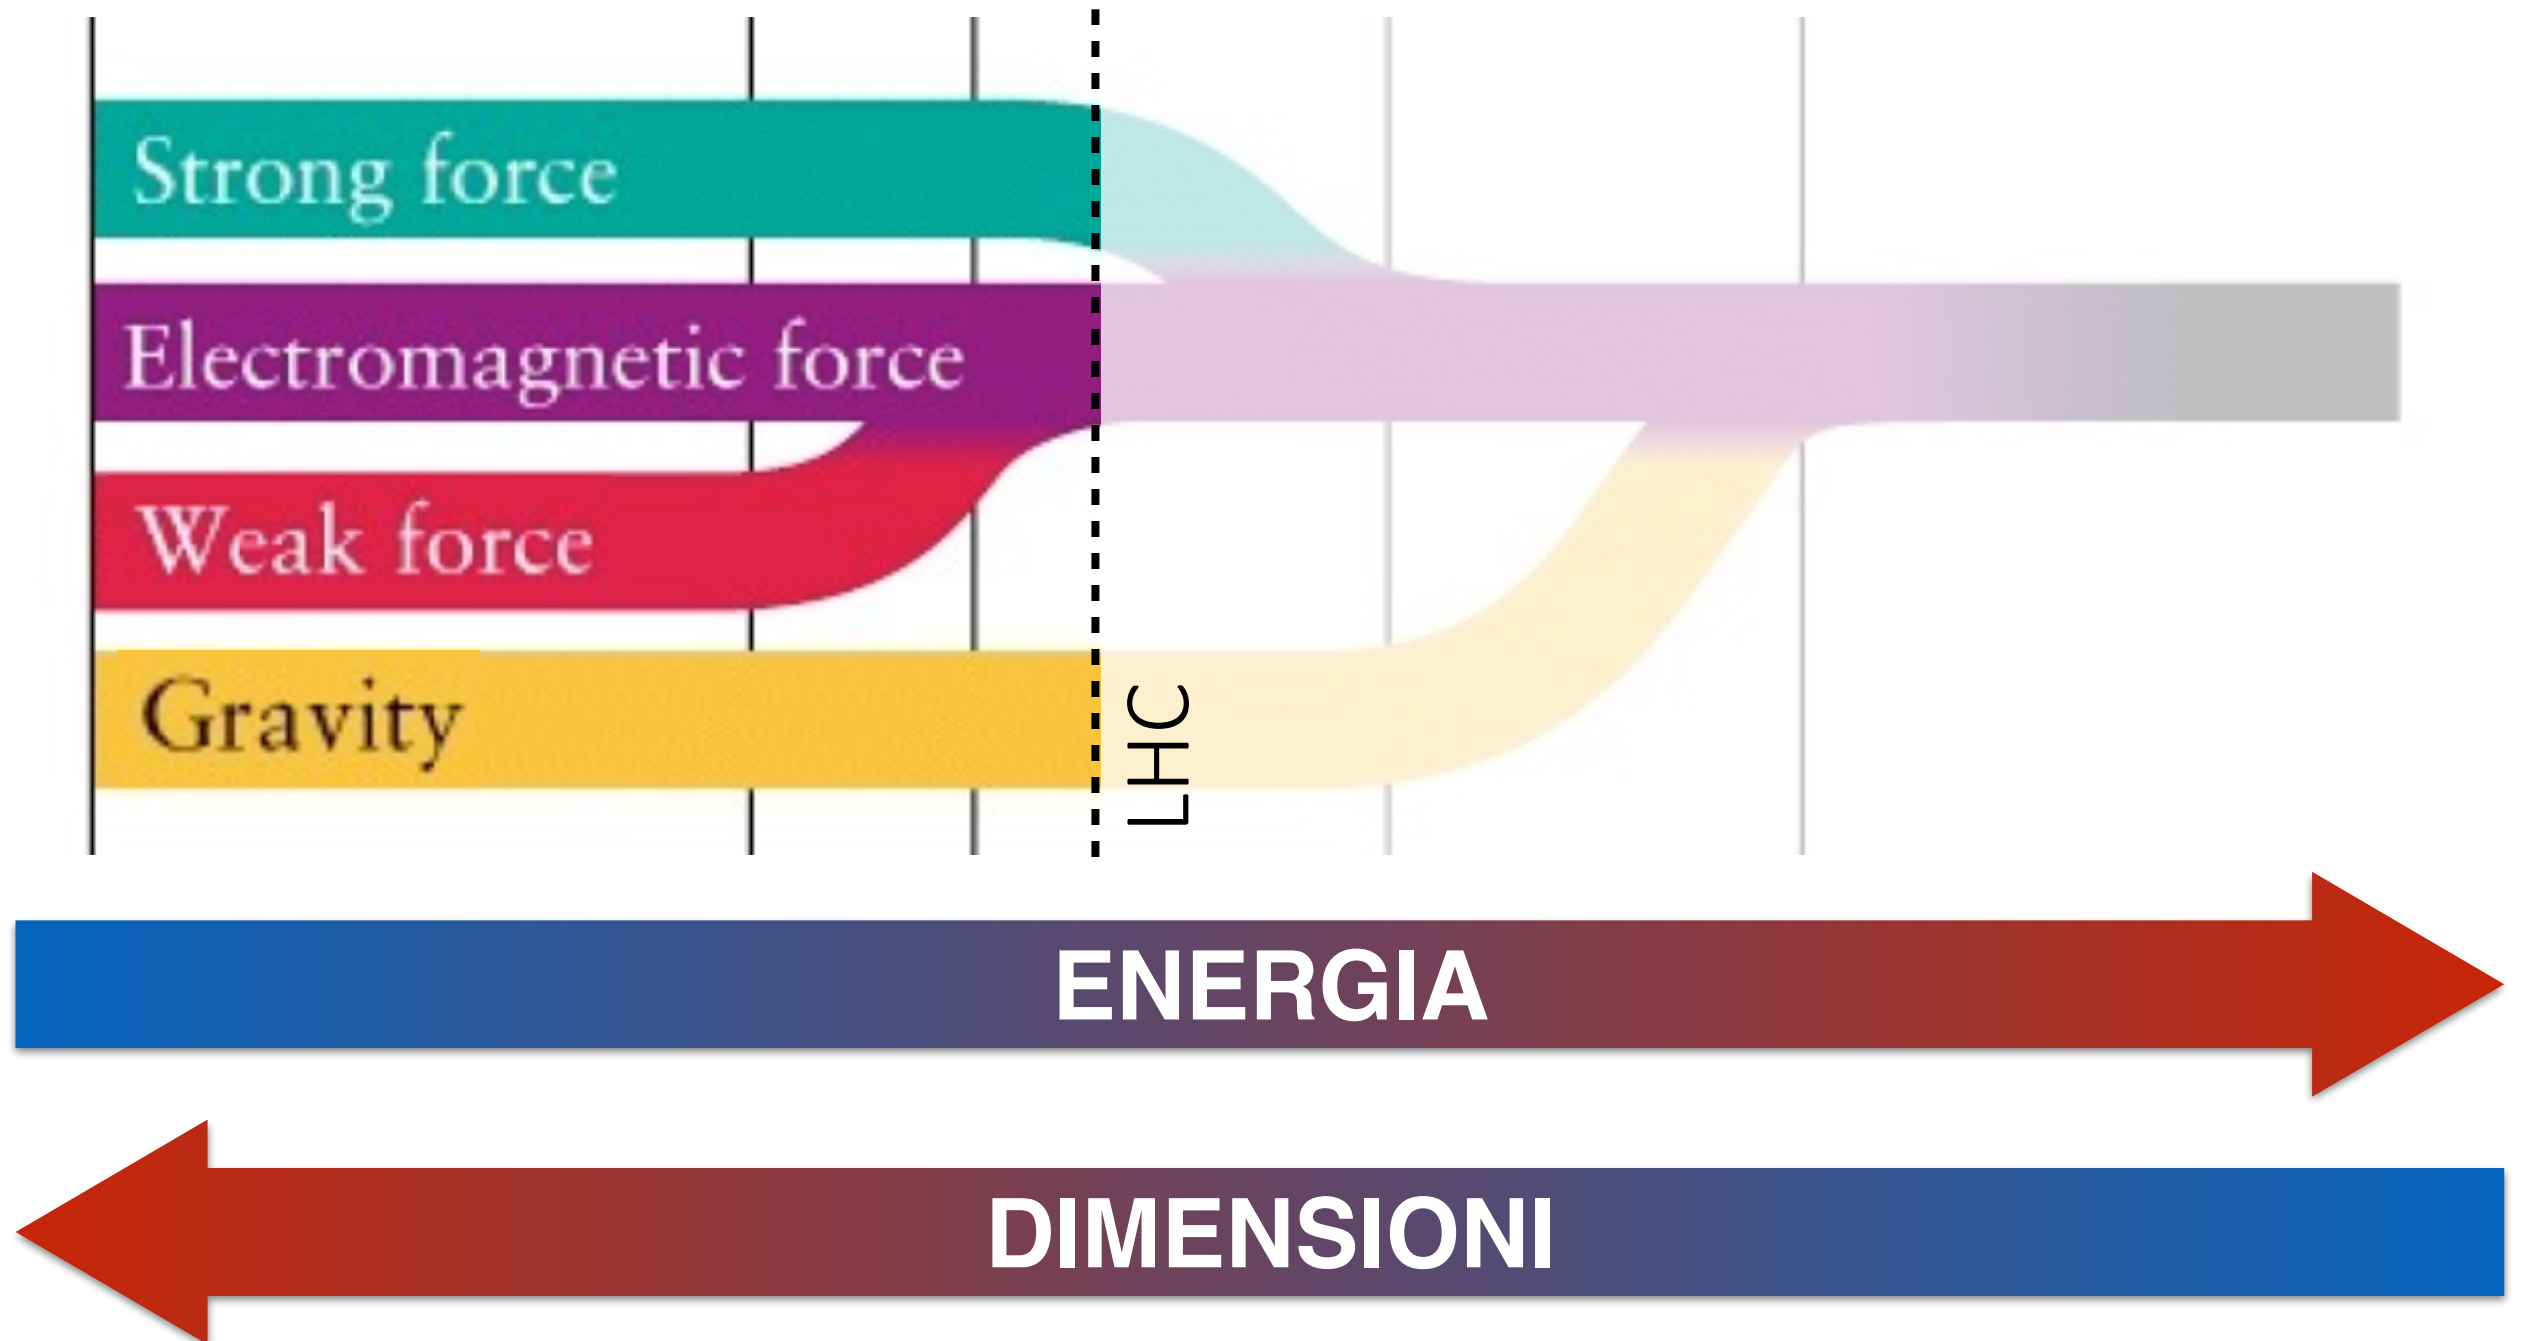 Strong force
Electromagnetic force
Weak force
Gravity
LHC
ENERGIA
DIMENSIONI